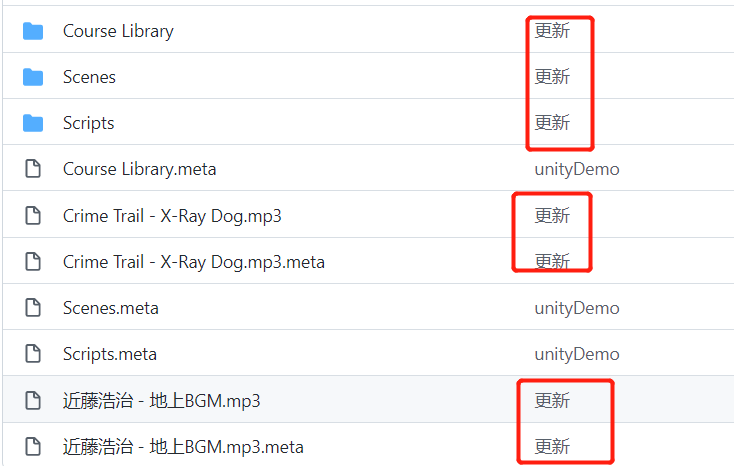 Course Library 更新
Scenes 更新
Scripts 更新
Course Library.meta unityDemo
Crime Trail - X-Ray Dog.mp3 更新
Crime Trail - X-Ray Dog.mp3.meta 更新
Scenes.meta unityDemo
Scripts.meta unityDemo
近藤浩治 - 地上BGM.mp3 更新
近藤浩治 - 地上BGM.mp3.meta 更新